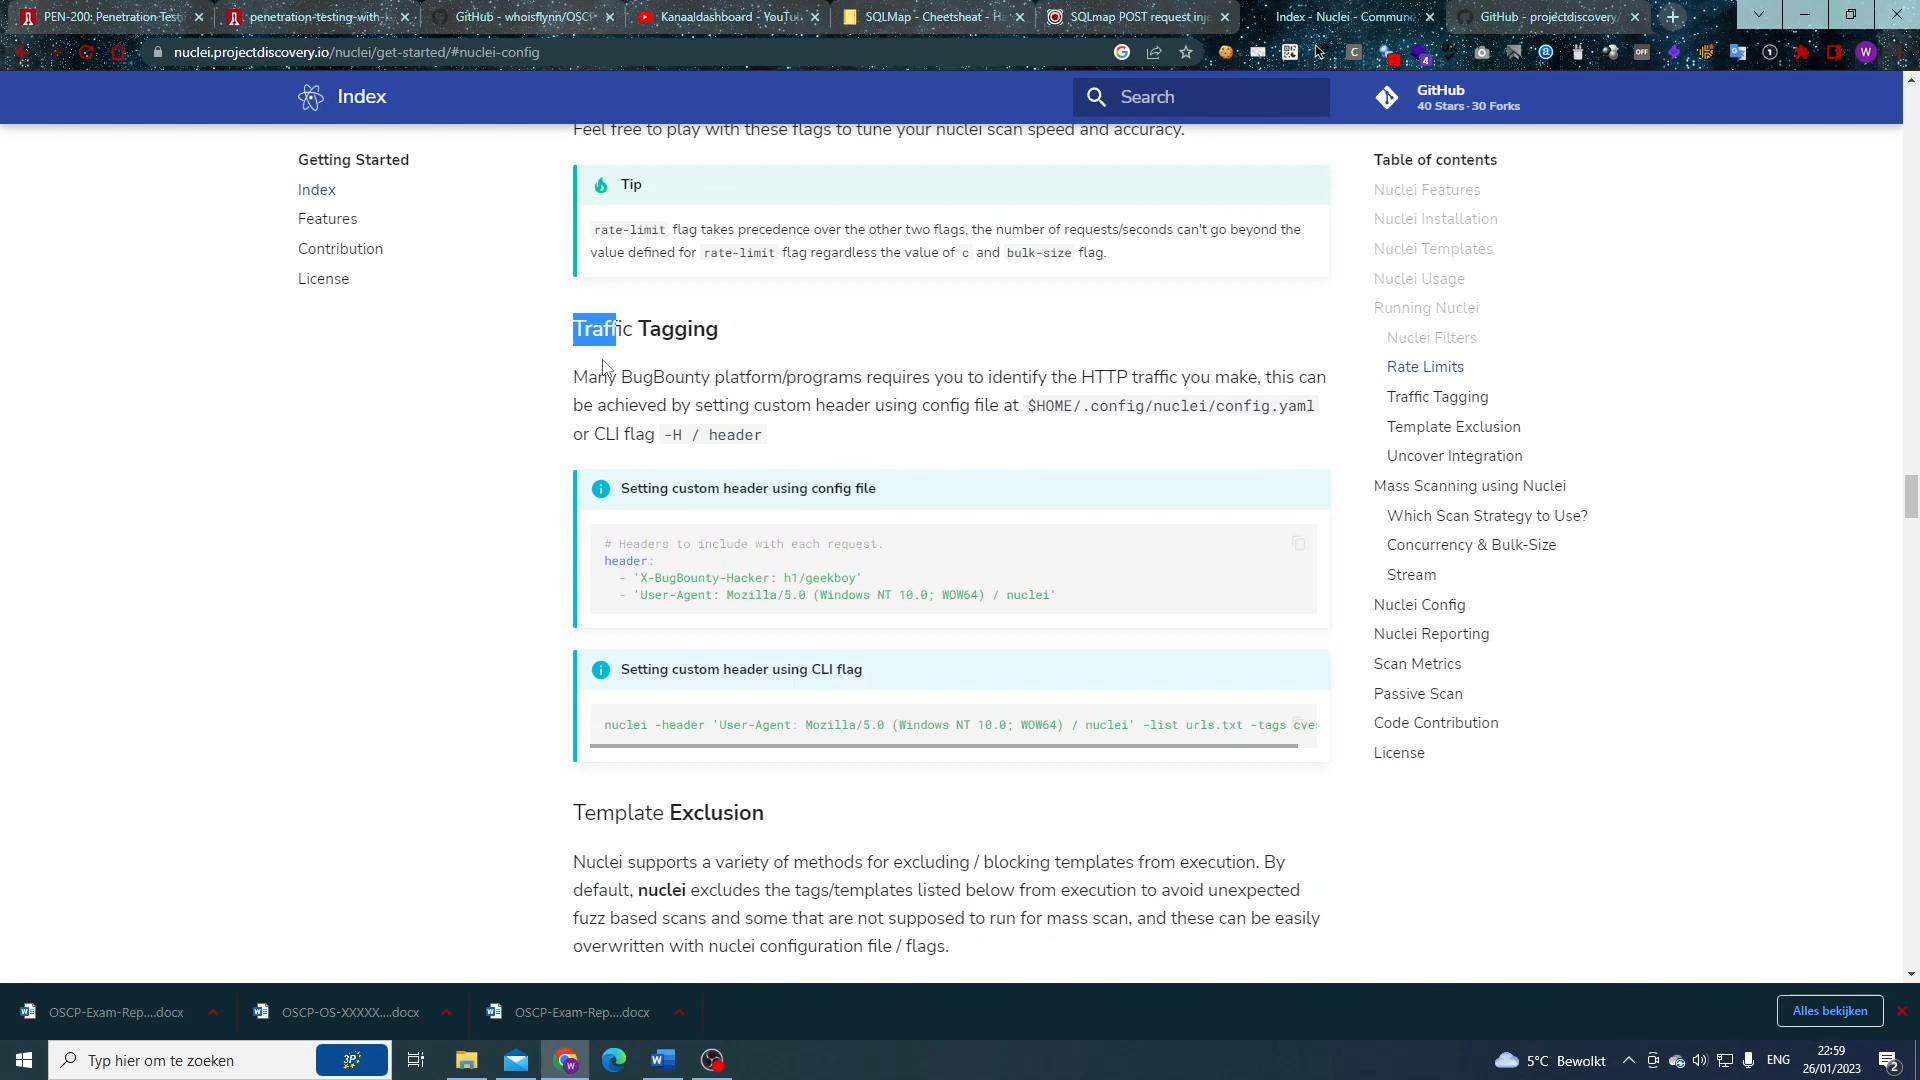 PEN-200: Penetration Test
penetration-testing-with-
GitHub - whoisflynn/OSCP
Kanaaldashboard - YouTu
SQLMap - Cheetsheat - Ha
SQLmap POST request inje
Index - Nuclei - Commun
GitHub - projectdiscovery/
nuclei.projectdiscovery.io/nuclei/get-started/#nuclei-config
Index
Search
GitHub
40 Stars · 30 Forks
Getting Started
Index
Features
Contribution
License
Feel free to play with these flags to tune your nuclei scan speed and accuracy.
Tip
rate-limit flag takes precedence over the other two flags, the number of requests/seconds can't go beyond the
value defined for rate-limit flag regardless the value of c and bulk-size flag.
Traffic Tagging
Many BugBounty platform/programs requires you to identify the HTTP traffic you make, this can
be achieved by setting custom header using config file at $HOME/.config/nuclei/config.yaml
or CLI flag -H / header
Setting custom header using config file
# Headers to include with each request.
header:
- 'X-BugBounty-Hacker: h1/geekboy'
- 'User-Agent: Mozilla/5.0 (Windows NT 10.0; WOW64) / nuclei'
Setting custom header using CLI flag
nuclei -header 'User-Agent: Mozilla/5.0 (Windows NT 10.0; WOW64) / nuclei' -list urls.txt -tags cves
Template Exclusion
Nuclei supports a variety of methods for excluding / blocking templates from execution. By
default, nuclei excludes the tags/templates listed below from execution to avoid unexpected
fuzz based scans and some that are not supposed to run for mass scan, and these can be easily
overwritten with nuclei configuration file / flags.
Table of contents
Nuclei Features
Nuclei Installation
Nuclei Templates
Nuclei Usage
Running Nuclei
Nuclei Filters
Rate Limits
Traffic Tagging
Template Exclusion
Uncover Integration
Mass Scanning using Nuclei
Which Scan Strategy to Use?
Concurrency & Bulk-Size
Stream
Nuclei Config
Nuclei Reporting
Scan Metrics
Passive Scan
Code Contribution
License
OSCP-Exam-Rep....docx
OSCP-OS-XXXXX....docx
OSCP-Exam-Rep....docx
Alles bekijken
Typ hier om te zoeken
5°C Bewolkt
ENG
22:59
26/01/2023
2